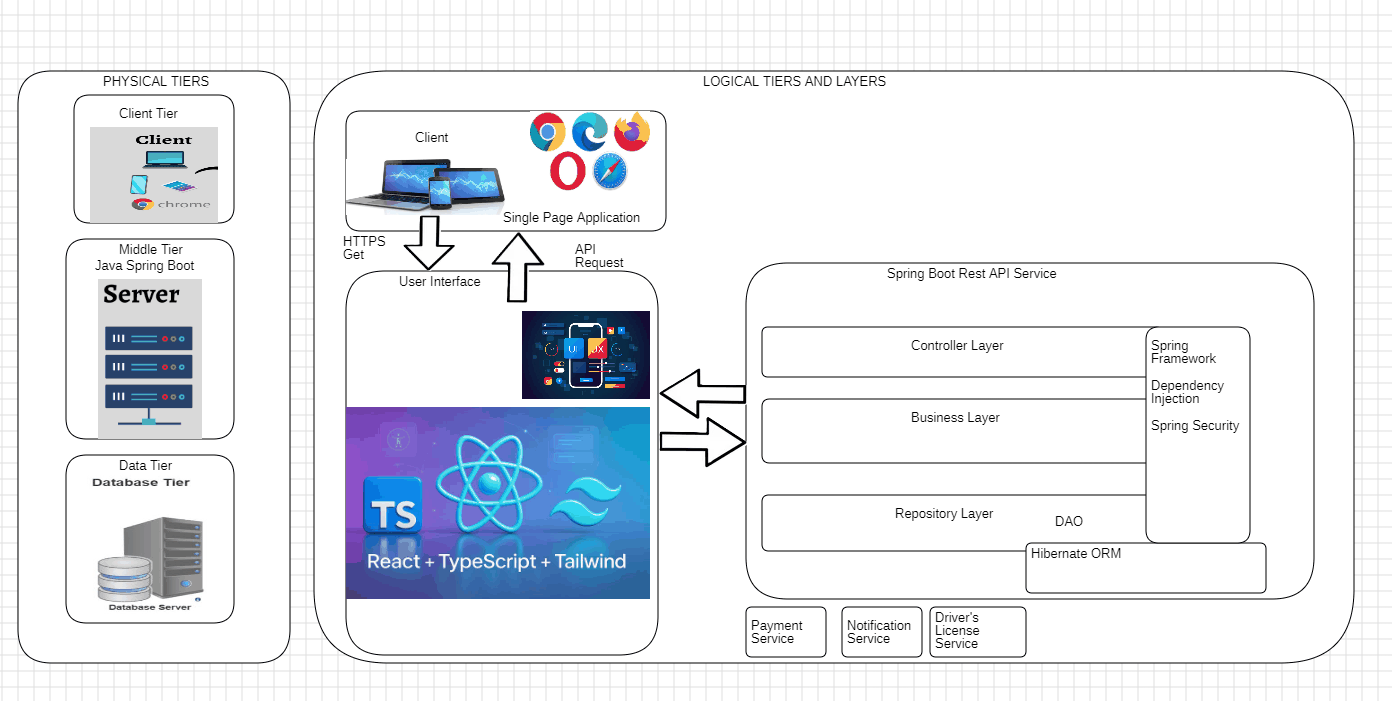 PHYSICAL TIERS
Client Tier
Client
chrome
Middle Tier
Java Spring Boot
Server
Data Tier
Database Tier
Database Server
LOGICAL TIERS AND LAYERS
Client
Single Page Application
HTTPS
Get
API
Request
User Interface
UI
UX
TS
React + TypeScript + Tailwind
Spring Boot Rest API Service
Controller Layer
Business Layer
Repository Layer
DAO
Spring
Framework
Dependency
Injection
Spring Security
Hibernate ORM
Payment
Service
Notification
Service
Driver's
License
Service